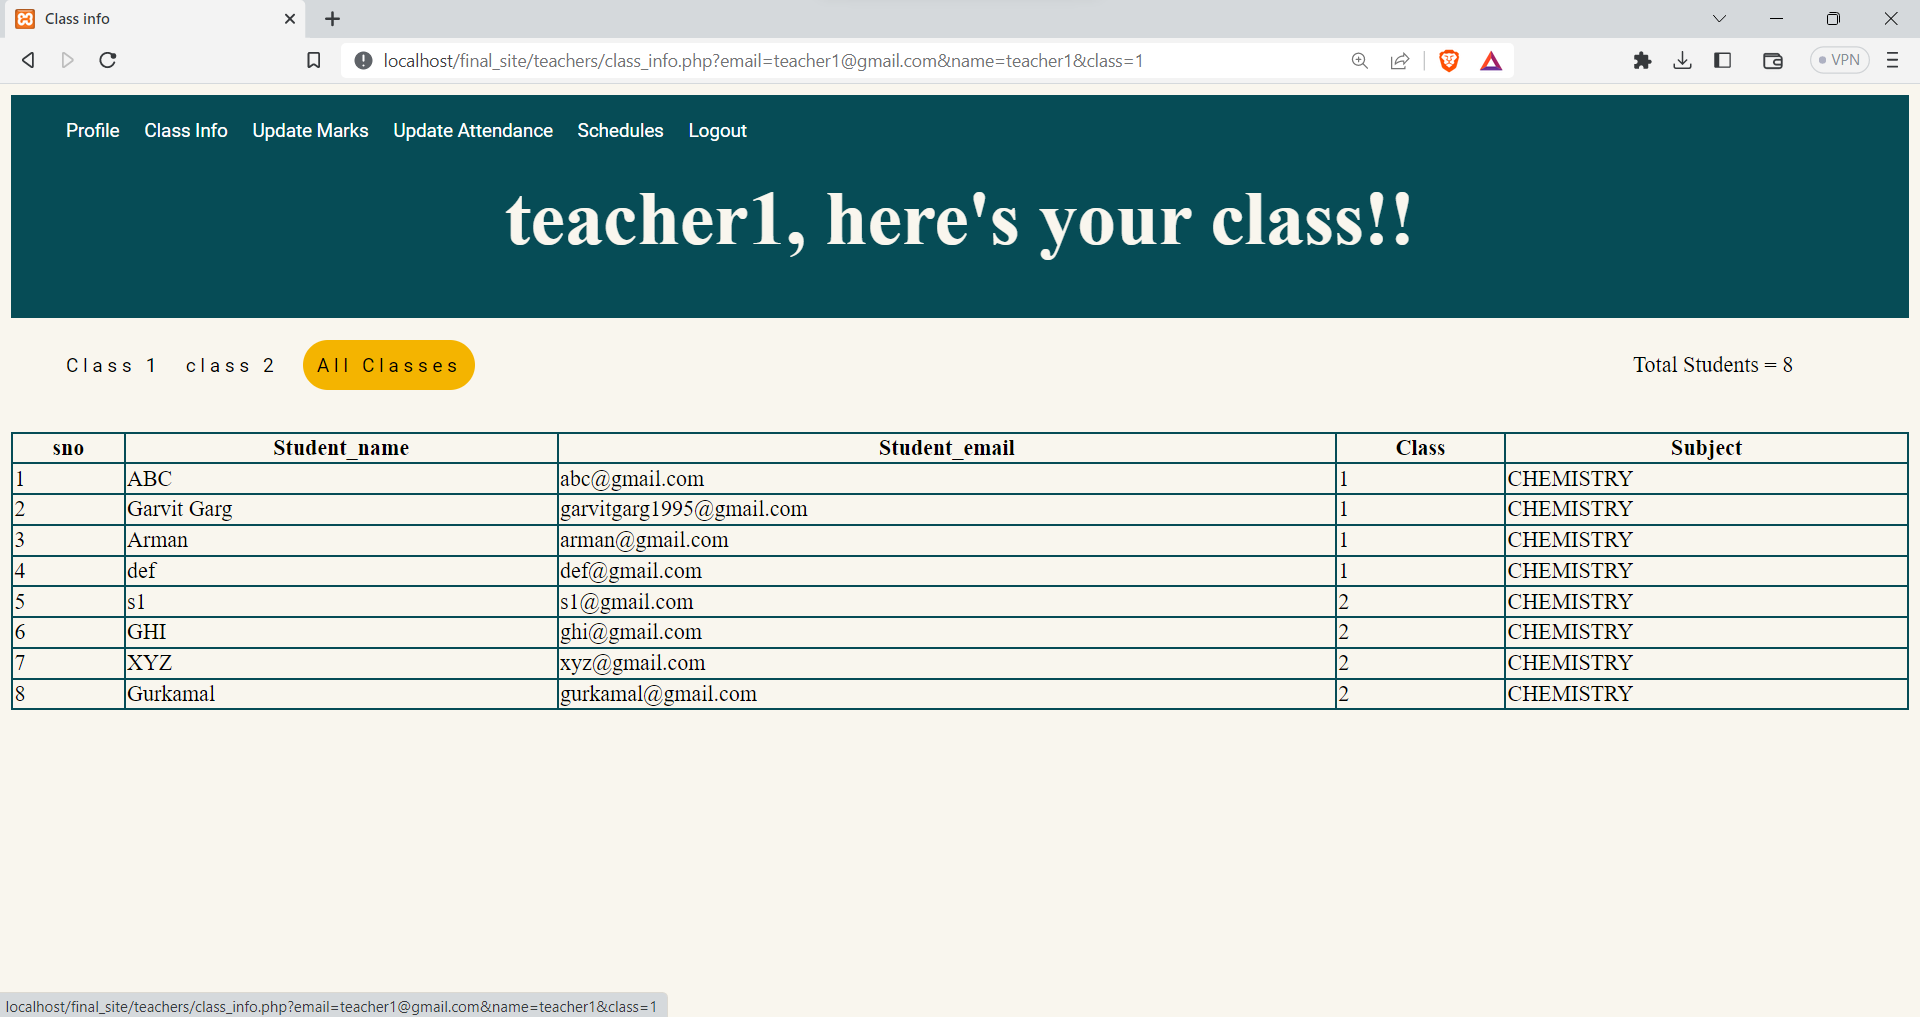 Class info
localhost/final_site/teachers/class_info.php?email=teacher1@gmail.com&name=teacher1&class=1
VPN
Profile Class Info Update Marks Update Attendance Schedules Logout
teacher1, here's your class!!
Class 1 class 2 All Classes Total Students = 8
sno Student_name Student_email Class Subject
1 ABC abc@gmail.com 1 CHEMISTRY
2 Garvit Garg garvitgarg1995@gmail.com 1 CHEMISTRY
3 Arman arman@gmail.com 1 CHEMISTRY
4 def def@gmail.com 1 CHEMISTRY
5 s1 s1@gmail.com 2 CHEMISTRY
6 GHI ghi@gmail.com 2 CHEMISTRY
7 XYZ xyz@gmail.com 2 CHEMISTRY
8 Gurkamal gurkamal@gmail.com 2 CHEMISTRY
localhost/final_site/teachers/class_info.php?email=teacher1@gmail.com&name=teacher1&class=1